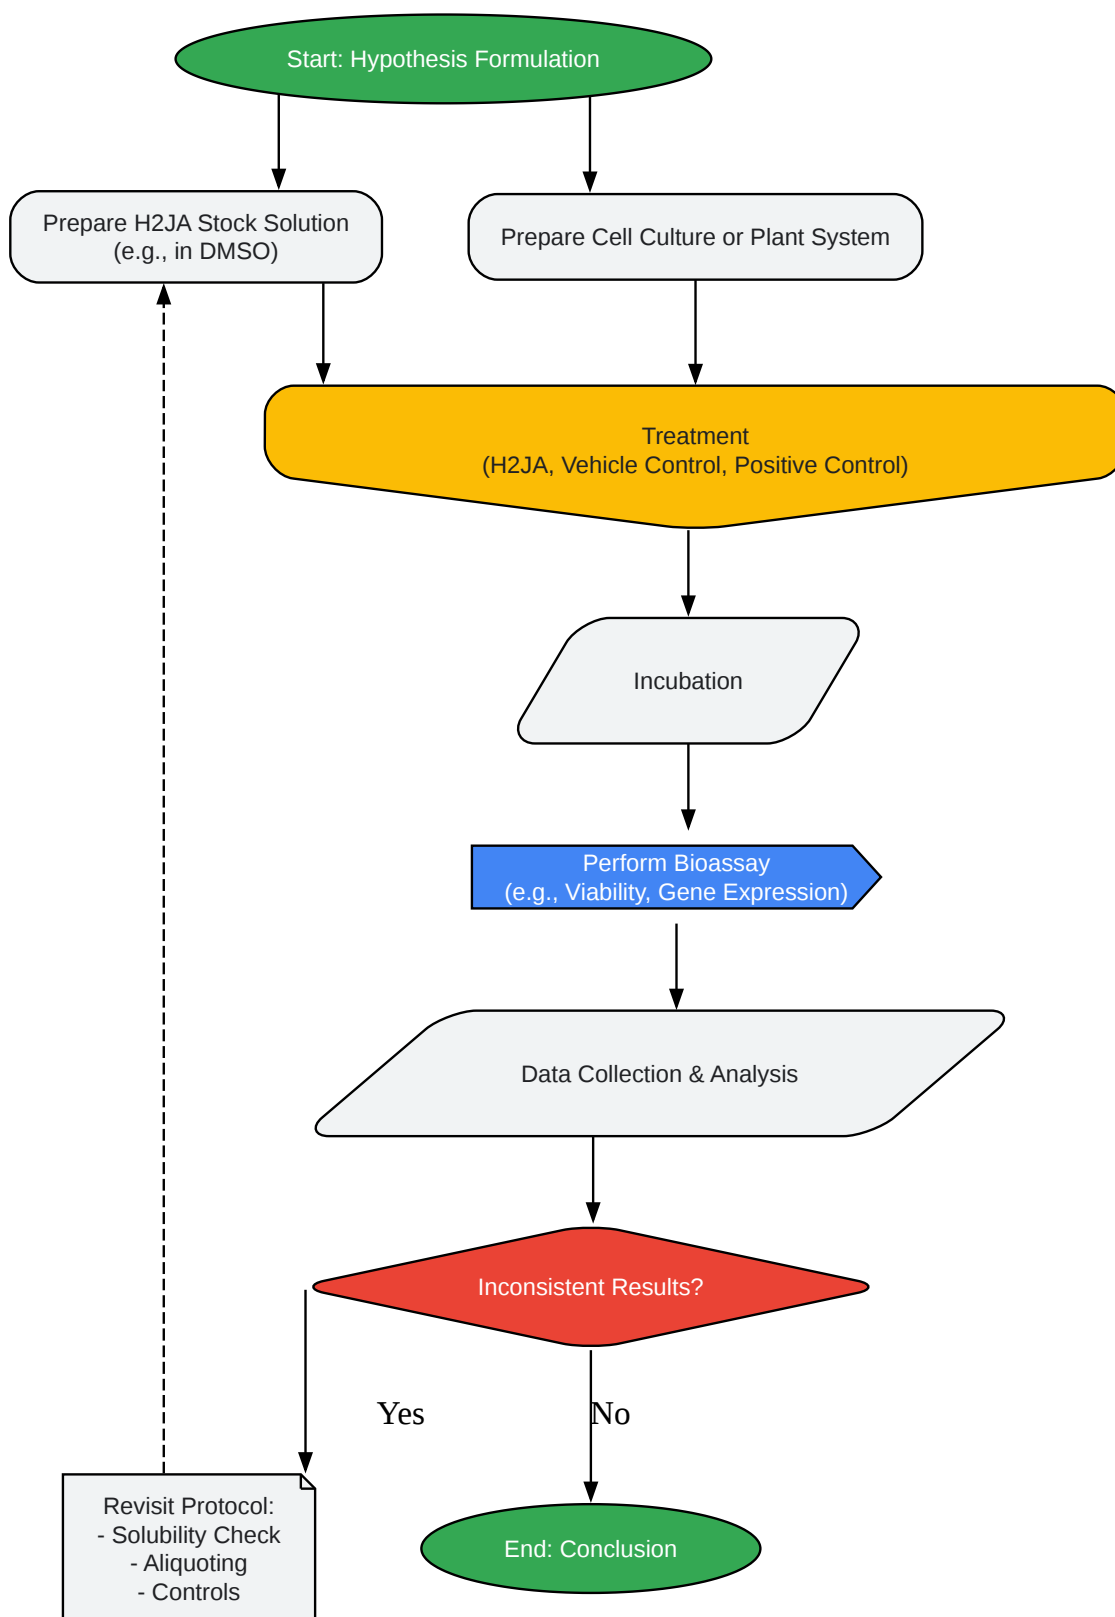 Start: Hypothesis Formulation
Prepare H2JA Stock Solution
(e.g., in DMSO)
Prepare Cell Culture or Plant System
Treatment
(H2JA, Vehicle Control, Positive Control)
Incubation
Perform Bioassay
(e.g., Viability, Gene Expression)
Data Collection & Analysis
Inconsistent Results?
Yes
No
Revisit Protocol:
- Solubility Check
- Aliquoting
- Controls
End: Conclusion